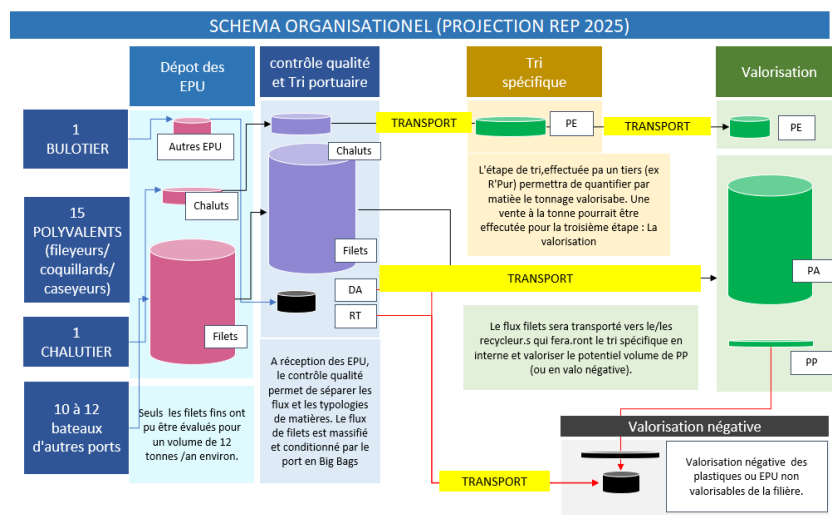 SCHEMA ORGANISATIONEL (PROJECTION REP 2025)
Dépot des
EPU
contrôle qualité
et Tri portuaire
Tri
spécifique
Valorisation
1
BULOTIER
Autres EPU
TRANSPORT
PE
TRANSPORT
PE
Chaluts
15
POLYVALENTS
(fileyeurs/
coquillards/
caseyeurs)
Chaluts
L'étape de tri,effectuée pa un tiers (ex
R'Pur) permettra de quantifier par
matièe le tonnage valorisabe. Une
vente à la tonne pourrait être
effecutée pour la troisième étape : La
valorisation
Filets
TRANSPORT
PA
DA
RT
1
CHALUTIER
Filets
Le flux filets sera transporté vers le/les
recycleur.s qui fera.ront le tri spécifique en
interne et valoriser le potentiel volume de PP
(ou en valo négative).
PP
10 à 12
bateaux
d'autres ports
Seuls les filets fins ont
pu être évalués pour
un volume de 12
tonnes /an environ.
A réception des EPU,
le contrôle qualité
permet de séparer les
flux et les typologies
de matières. Le flux
de filets est massifié
et conditionné par le
port en Big Bags
Valorisation négative
TRANSPORT
Valorisation négative des
plastiques ou EPU non
valorisables de la filière.